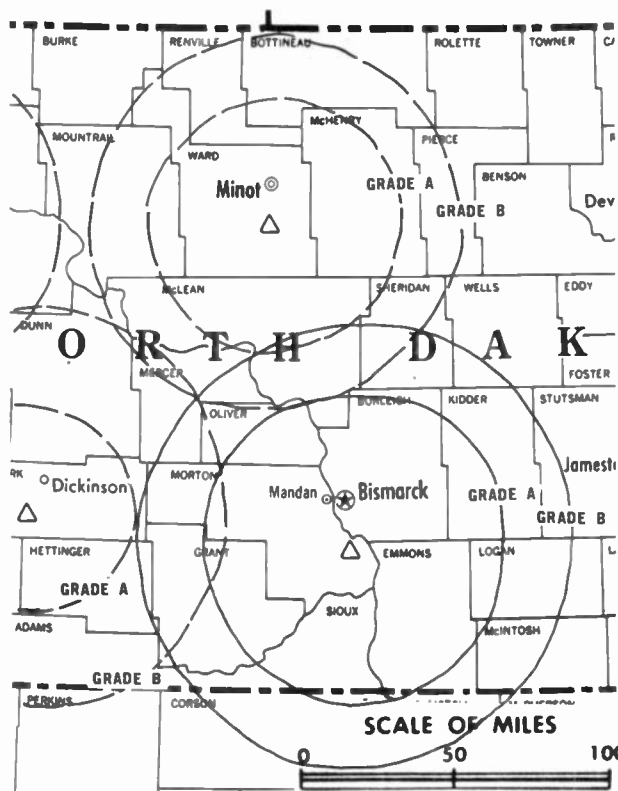 BURKE RENVILLE BOTTINEAU ROLETTE TOWNER
MOUNTRAIL WARD McHENRY PIERCE
BENSON
Minot GRADE A
GRADE B
McLEAN SHERIDAN WELLS EDDY
DUNN
O R T H D A K
MERCER FOSTER
OLIVER BURLEIGH KIDDER STUTSMAN
MORTON
Dickinson Mandan Bismarck GRADE A
GRADE B
HETTINGER GRANT EMMONS LOGAN
GRADE A
SIOUX
ADAMS McINTOSH
GRADE B
PERKINS CORSON
SCALE OF MILES
0 50 100